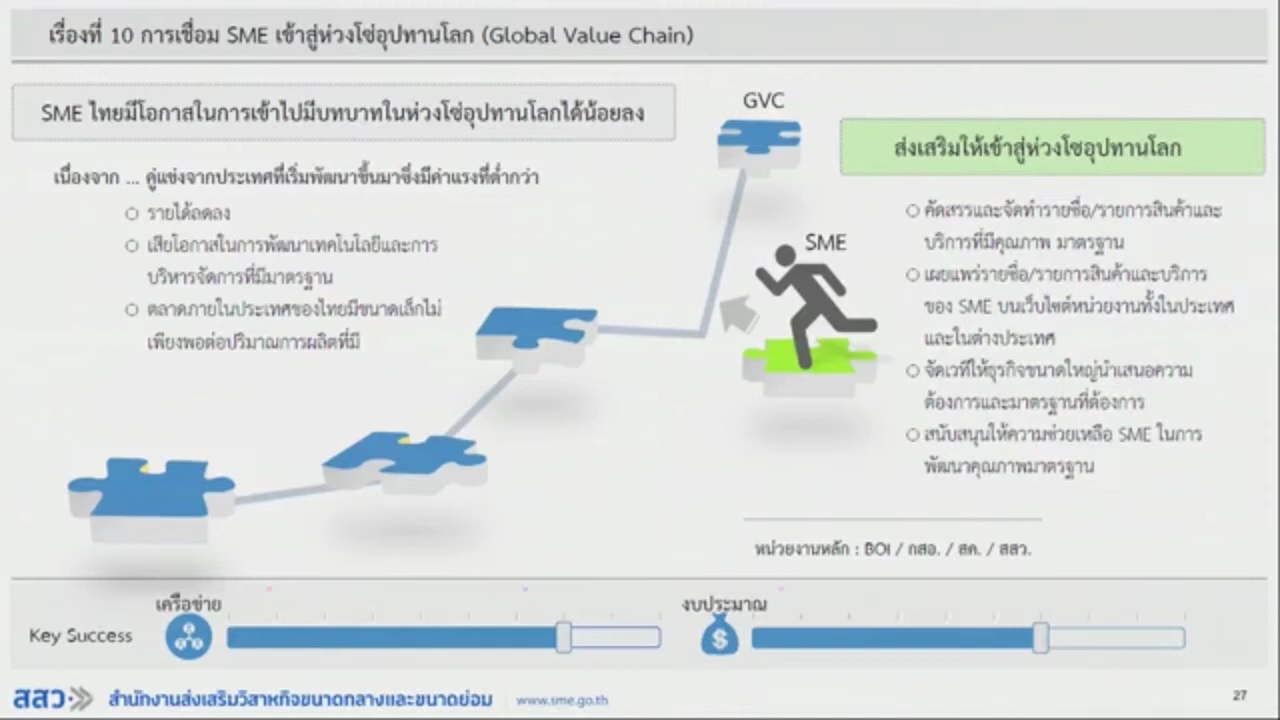 เรื่องที่ 10 การเชื่อม SME เข้าสู่ห่วงโซ่อุปทานโลก (Global Value Chain)
SME ไทยมีโอกาสในการเข้าไปมีบทบาทในห่วงโซ่อุปทานโลกได้น้อยลง
เนื่องจาก ... คู่แข่งจากประเทศที่เริ่มพัฒนาขึ้นมาซึ่งมีค่าแรงที่ต่ำกว่า
รายได้ลดลง
เสียโอกาสในการพัฒนาเทคโนโลยีและการ
บริหารจัดการที่มีมาตรฐาน
ตลาดภายในประเทศของไทยมีขนาดเล็กไม่
เพียงพอต่อปริมาณการผลิตที่มี
GVC
SME
ส่งเสริมให้เข้าสู่ห่วงโซอุปทานโลก
คัดสรรและจัดทำรายชื่อ/รายการสินค้าและ
บริการที่มีคุณภาพ มาตรฐาน
เผยแพร่รายชื่อ/รายการสินค้าและบริการ
ของ SME บนเว็บไซต์หน่วยงานทั้งในประเทศ
และในต่างประเทศ
จัดเวทีให้ธุรกิจขนาดใหญ่นำเสนอความ
ต้องการและมาตรฐานที่ต้องการ
สนับสนุนให้ความช่วยเหลือ SME ในการ
พัฒนาคุณภาพมาตรฐาน
หน่วยงานหลัก : BOI / กสอ. / สค. / สสว.
Key Success
เครือข่าย
งบประมาณ
สสว. สำนักงานส่งเสริมวิสาหกิจขนาดกลางและขนาดย่อม www.sme.go.th
27